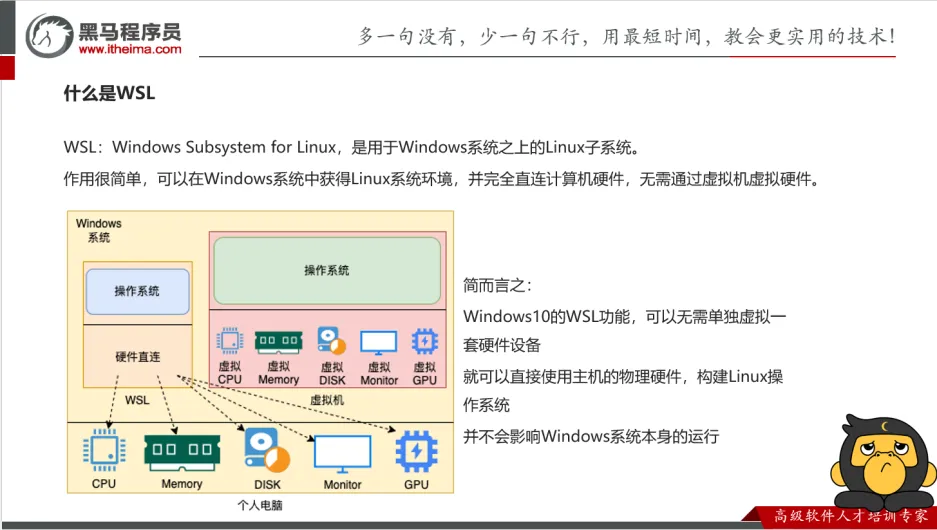 黑马程序员
www.itheima.com
多一句没有，少一句不行，用最短时间，教会更实用的技术！
什么是WSL
WSL：Windows Subsystem for Linux，是用于Windows系统之上的Linux子系统。
作用很简单，可以在Windows系统中获得Linux系统环境，并完全直连计算机硬件，无需通过虚拟机虚拟硬件。
Windows
系统
操作系统
硬件直连
WSL
操作系统
虚拟
CPU
虚拟
Memory
虚拟
DISK
虚拟
Monitor
虚拟
GPU
虚拟机
CPU
Memory
DISK
Monitor
GPU
个人电脑
简而言之：
Windows10的WSL功能，可以无需单独虚拟一
套硬件设备
就可以直接使用主机的物理硬件，构建Linux操
作系统
并不会影响Windows系统本身的运行
高级软件人才培训专家